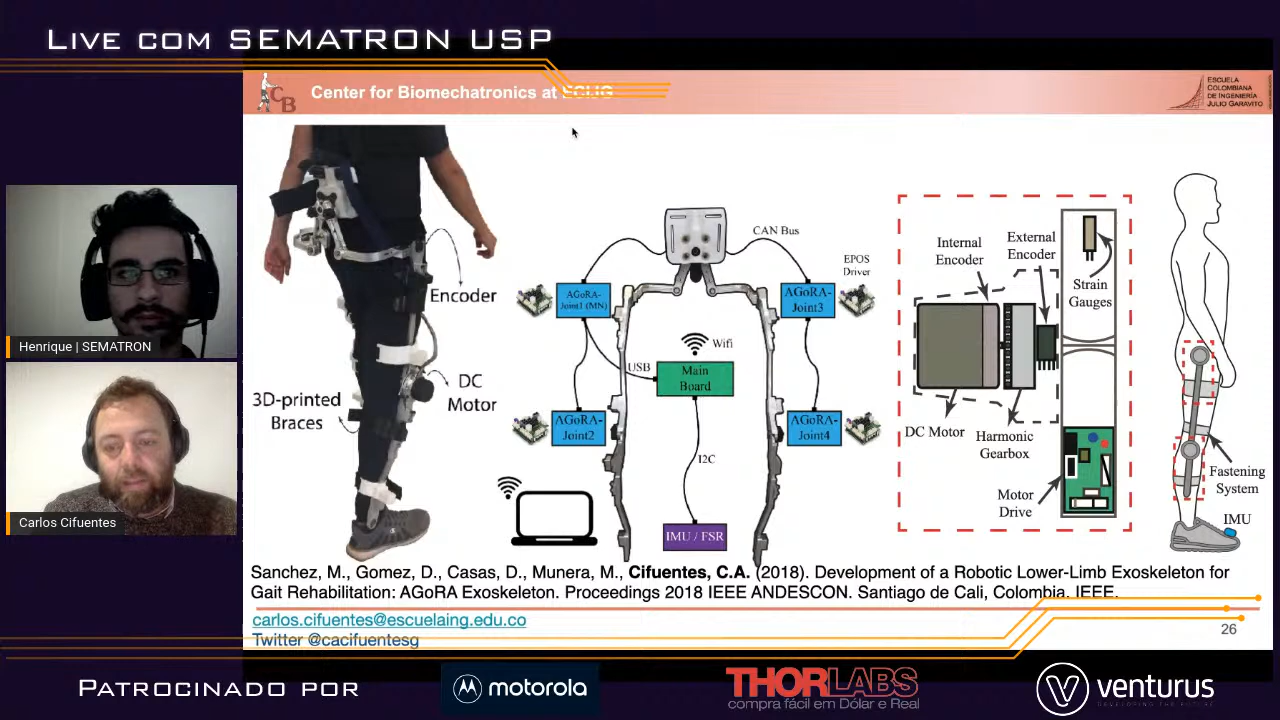 LIVE COM SEMATRON USP
CB
Center for Biomechatronics at ECIJG
ESCUELA
COLOMBIANA
DE INGENIERÍA
JULIO GARAVITO
Henrique | SEMATRON
Carlos Cifuentes
Encoder
DC
Motor
3D-printed
Braces
CAN Bus
EPOS
Driver
AGoRA-
Joint1 (MN)
AGoRA-
Joint3
Wifi
USB
Main
Board
AGoRA-
Joint2
AGoRA-
Joint4
I2C
IMU / FSR
Internal
Encoder
External
Encoder
Strain
Gauges
DC Motor
Harmonic
Gearbox
Motor
Drive
Fastening
System
IMU
Sanchez, M., Gomez, D., Casas, D., Munera, M., Cifuentes, C.A. (2018). Development of a Robotic Lower-Limb Exoskeleton for
Gait Rehabilitation: AGoRA Exoskeleton. Proceedings 2018 IEEE ANDESCON. Santiago de Cali, Colombia. IEEE.
carlos.cifuentes@escuelaing.edu.co
Twitter @cacifuentesg
26
PATROCINADO POR
motorola
THORLABS
compra fácil em Dólar e Real
venturus
DEVELOPING THE FUTURE